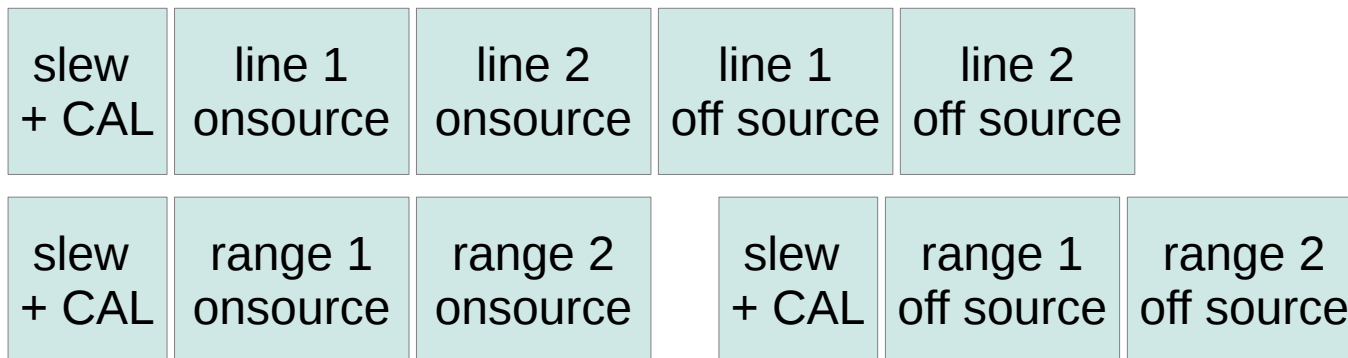 slew
+ CAL
line 1
onsource
line 2
onsource
line 1
off source
line 2
off source
slew
+ CAL
range 1
onsource
range 2
onsource
slew
+ CAL
range 1
off source
range 2
off source